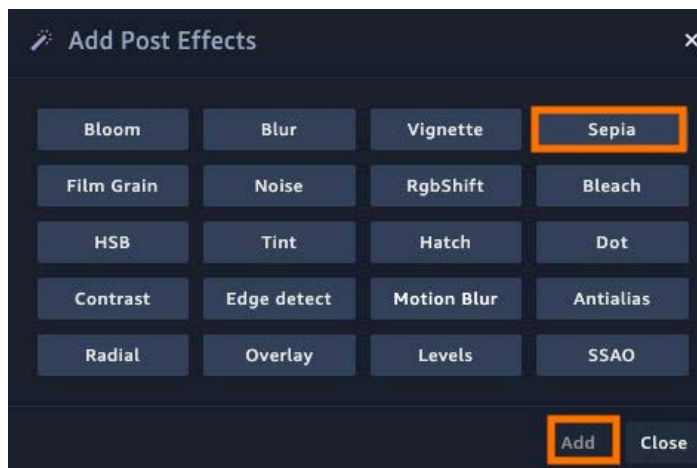 Add Post Effects
Bloom Blur Vignette Sepia
Film Grain Noise RgbShift Bleach
HSB Tint Hatch Dot
Contrast Edge detect Motion Blur Antialias
Radial Overlay Levels SSAO
Add Close